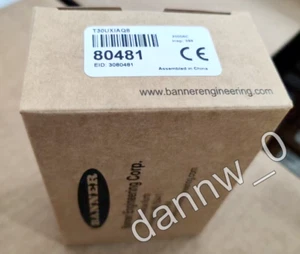 T30UXIAQ8
80481
EID: 3080481
Assembled in China
CE
www.bannerengineering.com
BANNER
Banner Engineering Corp.
dannw_0